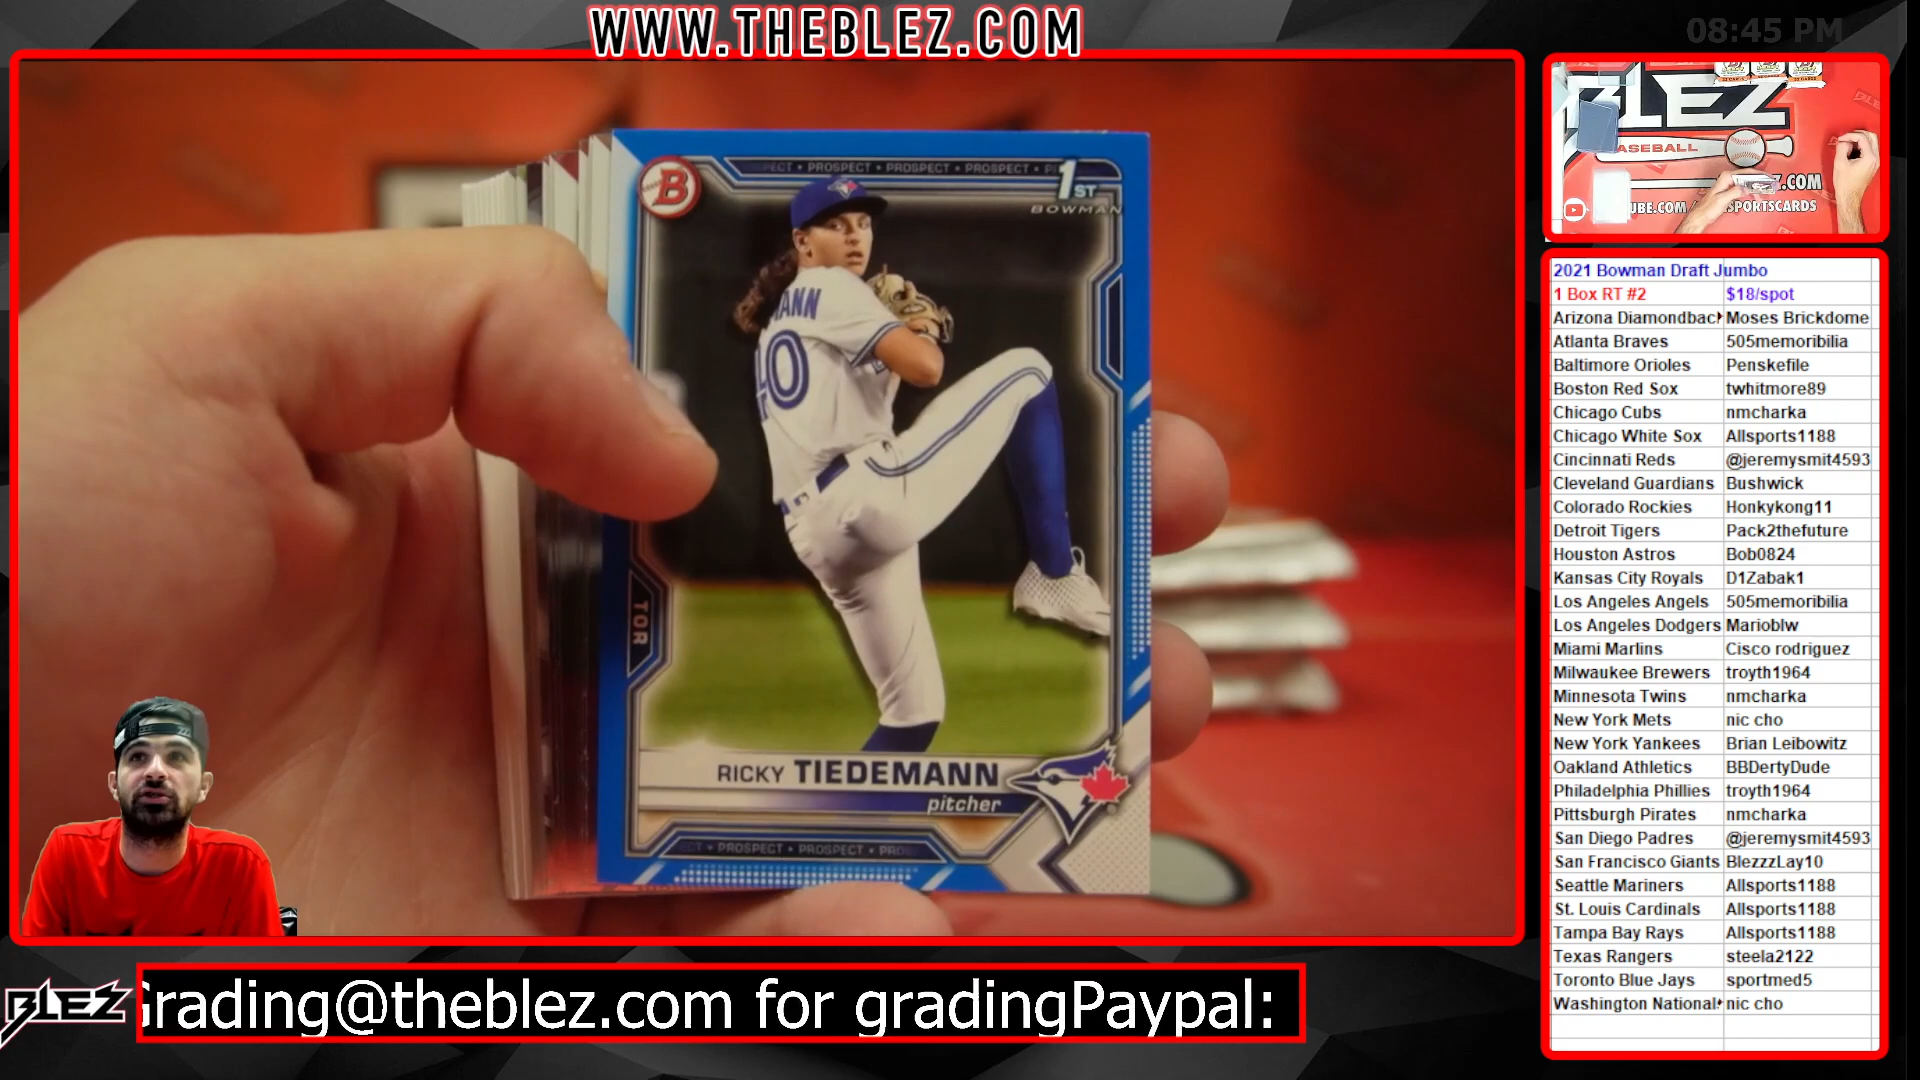 WWW.THEBLEZ.COM
08:45 PM
PROSPECT • PROSPECT • PROSPECT
B
1ST
BOWMAN
40
TOR
RICKY TIEDEMANN
pitcher
PROSPECT • PROSPECT
BLEZ
BASEBALL
2021 Bowman Draft Jumbo
1 Box RT #2 $18/spot
Arizona Diamondback Moses Brickdome
Atlanta Braves 505memoribilia
Baltimore Orioles Penskefile
Boston Red Sox twhitmore89
Chicago Cubs nmcharka
Chicago White Sox Allsports1188
Cincinnati Reds @jeremysmit4593
Cleveland Guardians Bushwick
Colorado Rockies Honkykong11
Detroit Tigers Pack2thefuture
Houston Astros Bob0824
Kansas City Royals D1Zabak1
Los Angeles Angels 505memoribilia
Los Angeles Dodgers Marioblw
Miami Marlins Cisco rodriguez
Milwaukee Brewers troyth1964
Minnesota Twins nmcharka
New York Mets nic cho
New York Yankees Brian Leibowitz
Oakland Athletics BBDertyDude
Philadelphia Phillies troyth1964
Pittsburgh Pirates nmcharka
San Diego Padres @jeremysmit4593
San Francisco Giants BlezzzLay10
Seattle Mariners Allsports1188
St. Louis Cardinals Allsports1188
Tampa Bay Rays Allsports1188
Texas Rangers steela2122
Toronto Blue Jays sportmed5
Washington National nic cho
BLEZ
Grading@theblez.com for gradingPaypal: